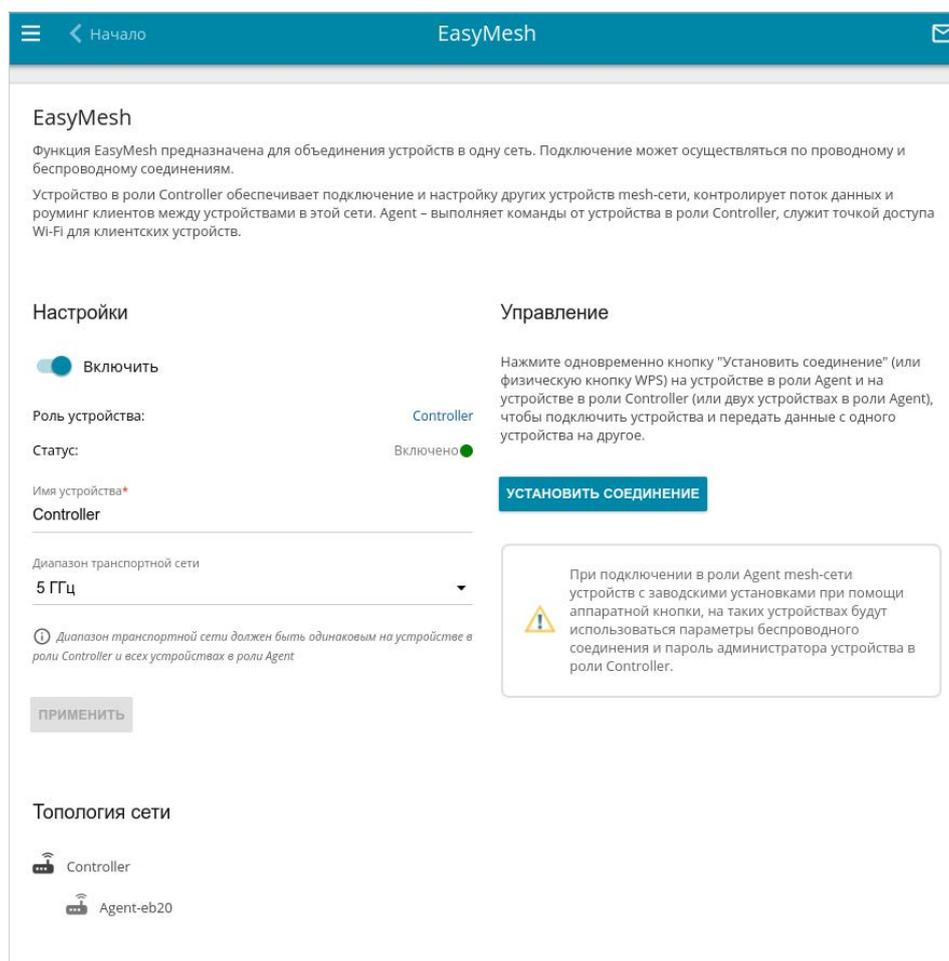 Начало
EasyMesh
EasyMesh
Функция EasyMesh предназначена для объединения устройств в одну сеть. Подключение может осуществляться по проводному и
беспроводному соединениям.
Устройство в роли Controller обеспечивает подключение и настройку других устройств mesh-сети, контролирует поток данных и
роуминг клиентов между устройствами в этой сети. Agent – выполняет команды от устройства в роли Controller, служит точкой доступа
Wi-Fi для клиентских устройств.
Настройки
Включить
Роль устройства:
Controller
Статус:
Включено
Имя устройства*
Controller
Диапазон транспортной сети
5 ГГц
Диапазон транспортной сети должен быть одинаковым на устройстве в
роли Controller и всех устройствах в роли Agent
ПРИМЕНИТЬ
Управление
Нажмите одновременно кнопку "Установить соединение" (или
физическую кнопку WPS) на устройстве в роли Agent и на
устройстве в роли Controller (или двух устройствах в роли Agent),
чтобы подключить устройства и передать данные с одного
устройства на другое.
УСТАНОВИТЬ СОЕДИНЕНИЕ
При подключении в роли Agent mesh-сети
устройств с заводскими установками при помощи
аппаратной кнопки, на таких устройствах будут
использоваться параметры беспроводного
соединения и пароль администратора устройства в
роли Controller.
Топология сети
Controller
Agent-eb20